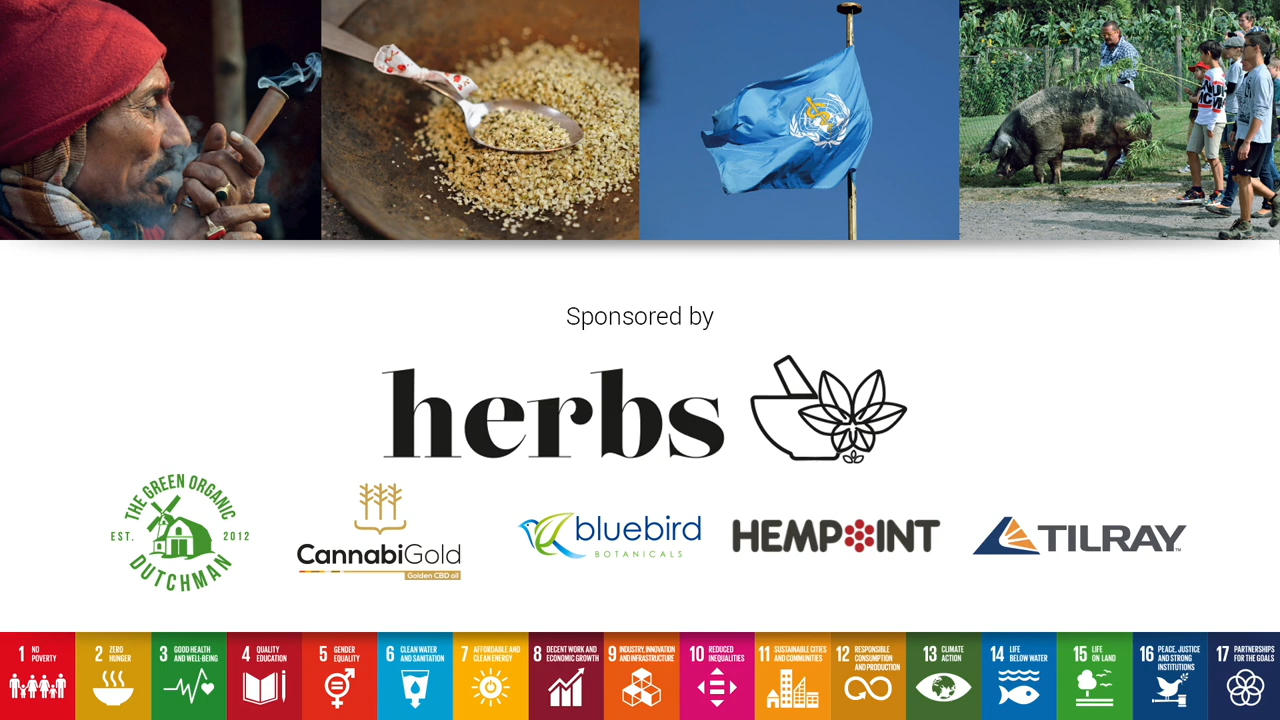 Sponsored by
herbs
THE GREEN ORGANIC
EST. 2012
DUTCHMAN
CannabiGold
Golden CBD oil
bluebird
BOTANICALS
HEMPOINT
TILRAY™
1 NO
POVERTY
2 ZERO
HUNGER
3 GOOD HEALTH
AND WELL-BEING
4 QUALITY
EDUCATION
5 GENDER
EQUALITY
6 CLEAN WATER
AND SANITATION
7 AFFORDABLE AND
CLEAN ENERGY
8 DECENT WORK AND
ECONOMIC GROWTH
9 INDUSTRY, INNOVATION
AND INFRASTRUCTURE
10 REDUCED
INEQUALITIES
11 SUSTAINABLE CITIES
AND COMMUNITIES
12 RESPONSIBLE
CONSUMPTION
AND PRODUCTION
13 CLIMATE
ACTION
14 LIFE
BELOW WATER
15 LIFE
ON LAND
16 PEACE, JUSTICE
AND STRONG
INSTITUTIONS
17 PARTNERSHIPS
FOR THE GOALS